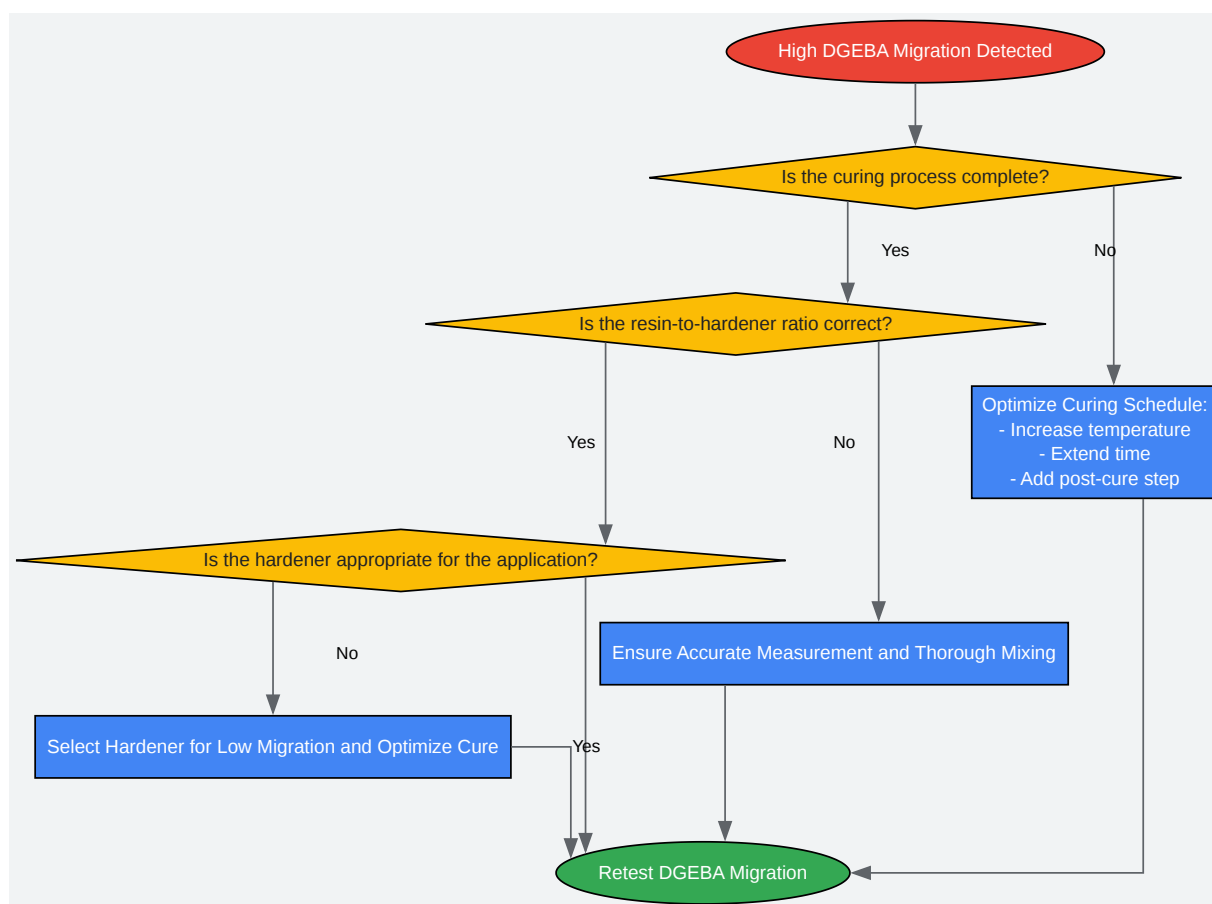 High DGEBA Migration Detected
Is the curing process complete?
Yes
No
Is the resin-to-hardener ratio correct?
Optimize Curing Schedule:
- Increase temperature
- Extend time
- Add post-cure step
Yes
No
Is the hardener appropriate for the application?
No
Ensure Accurate Measurement and Thorough Mixing
Select Hardener for Low Migration and Optimize Cure
Yes
Retest DGEBA Migration